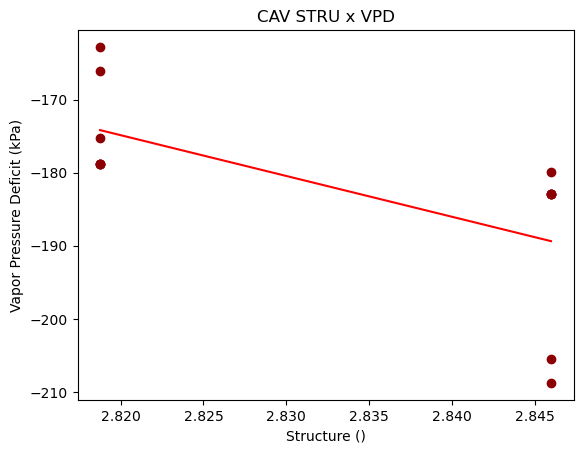 CAV STRU x VPD
Vapor Pressure Deficit (kPa)
−170
−180
−190
−200
−210
2.820 2.825 2.830 2.835 2.840 2.845
Structure ()